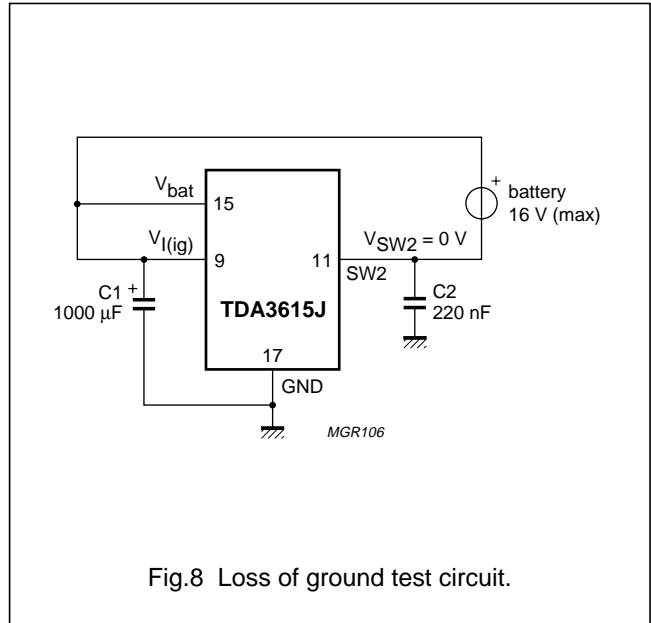 V_bat
15
+
battery
16 V (max)
V_I(ig)
9
11
V_SW2 = 0 V
SW2
C1
+
1000 μF
TDA3615J
C2
220 nF
17
GND
MGR106
Fig.8 Loss of ground test circuit.